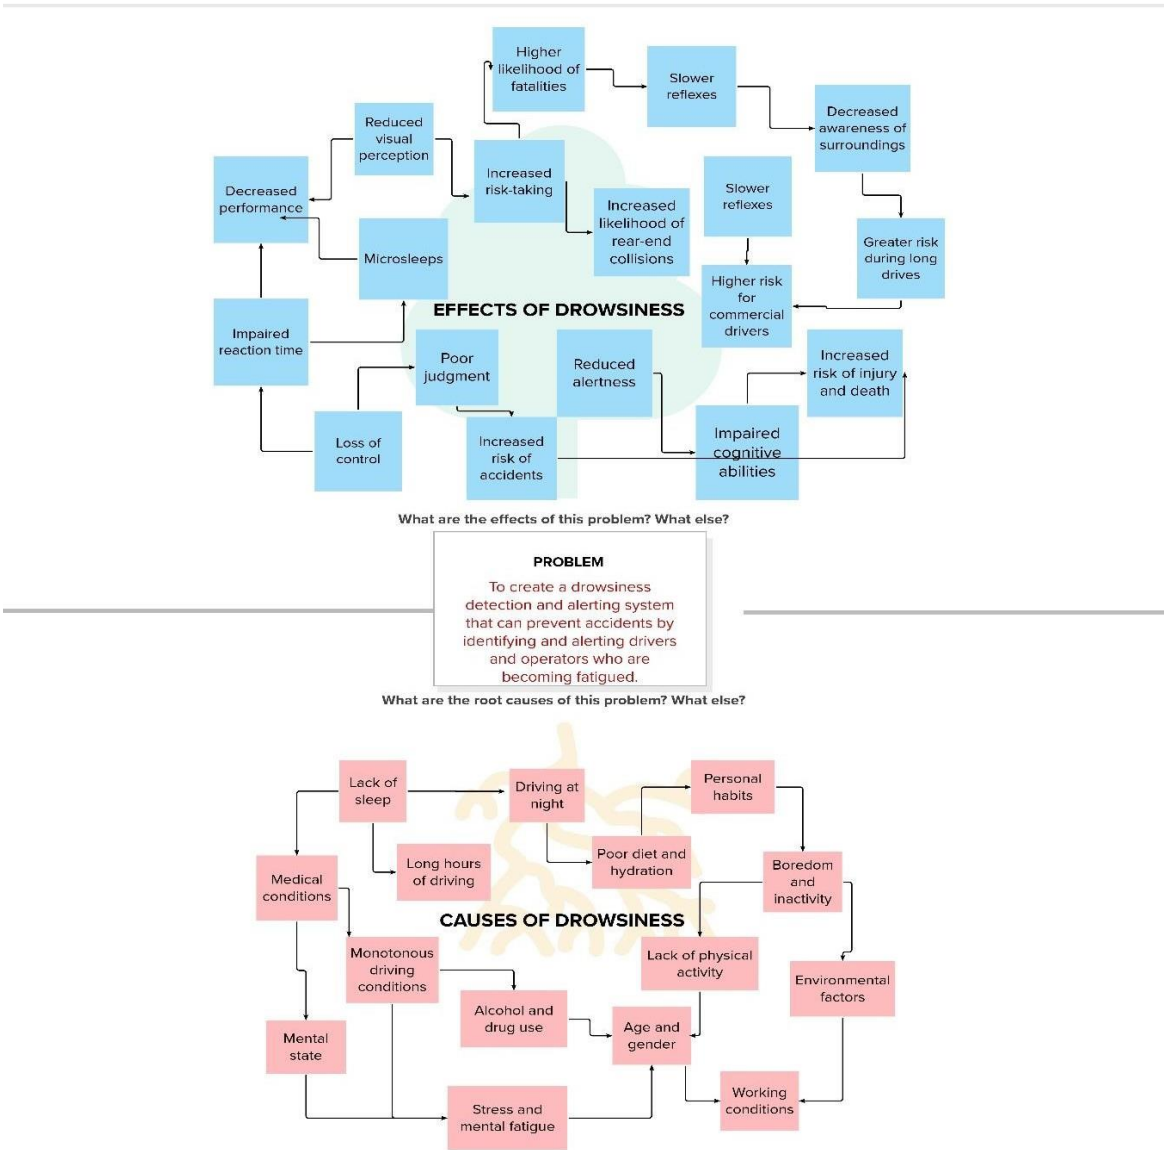 Higher
likelihood of
fatalities
Slower
reflexes
Decreased
awareness of
surroundings
Reduced
visual
perception
Increased
risk-taking
Decreased
performance
Slower
reflexes
Increased
likelihood of
rear-end
collisions
Microsleeps
Greater risk
during long
drives
Higher risk
for
commercial
drivers
EFFECTS OF DROWSINESS
Impaired
reaction time
Poor
judgment
Reduced
alertness
Increased
risk of injury
and death
Loss of
control
Increased
risk of
accidents
Impaired
cognitive
abilities
What are the effects of this problem? What else?
PROBLEM
To create a drowsiness
detection and alerting system
that can prevent accidents by
identifying and alerting drivers
and operators who are
becoming fatigued.
What are the root causes of this problem? What else?
Lack of
sleep
Driving at
night
Personal
habits
Long hours
of driving
Poor diet and
hydration
Medical
conditions
Boredom
and
inactivity
CAUSES OF DROWSINESS
Monotonous
driving
conditions
Lack of physical
activity
Environmental
factors
Alcohol and
drug use
Age and
gender
Mental
state
Stress and
mental fatigue
Working
conditions